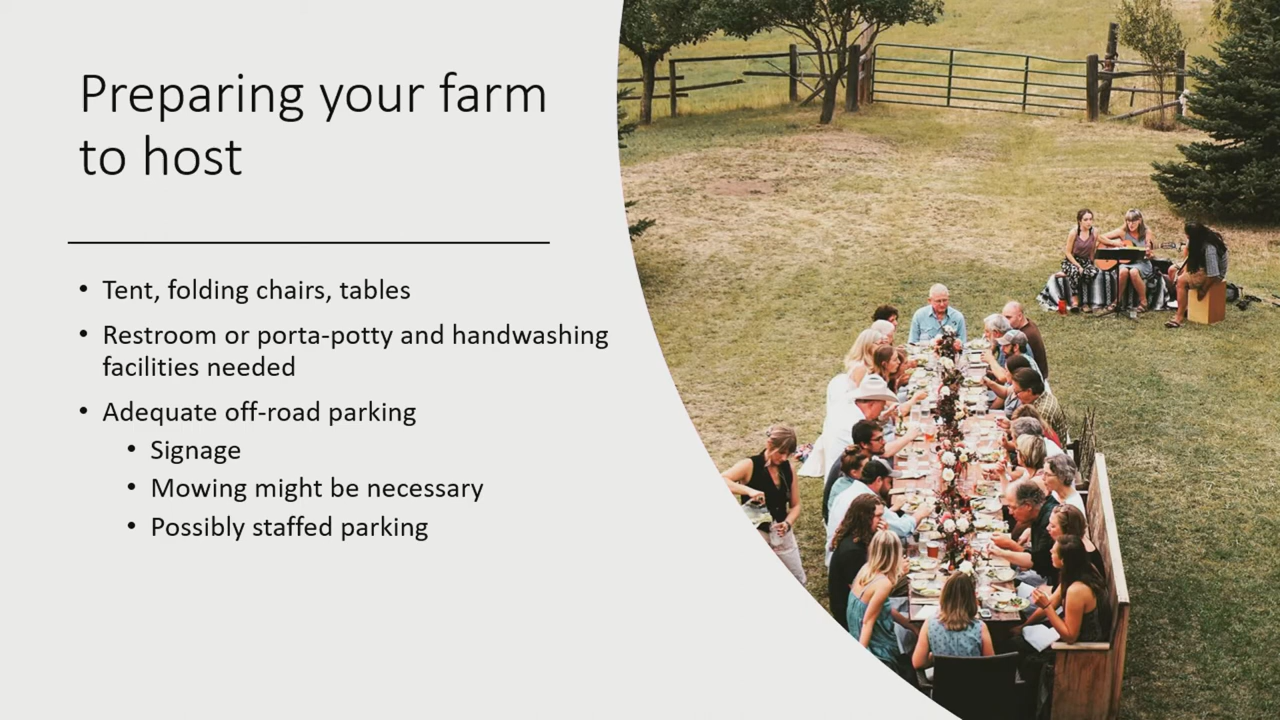 Preparing your farm
to host
• Tent, folding chairs, tables
• Restroom or porta-potty and handwashing
facilities needed
• Adequate off-road parking
• Signage
• Mowing might be necessary
• Possibly staffed parking